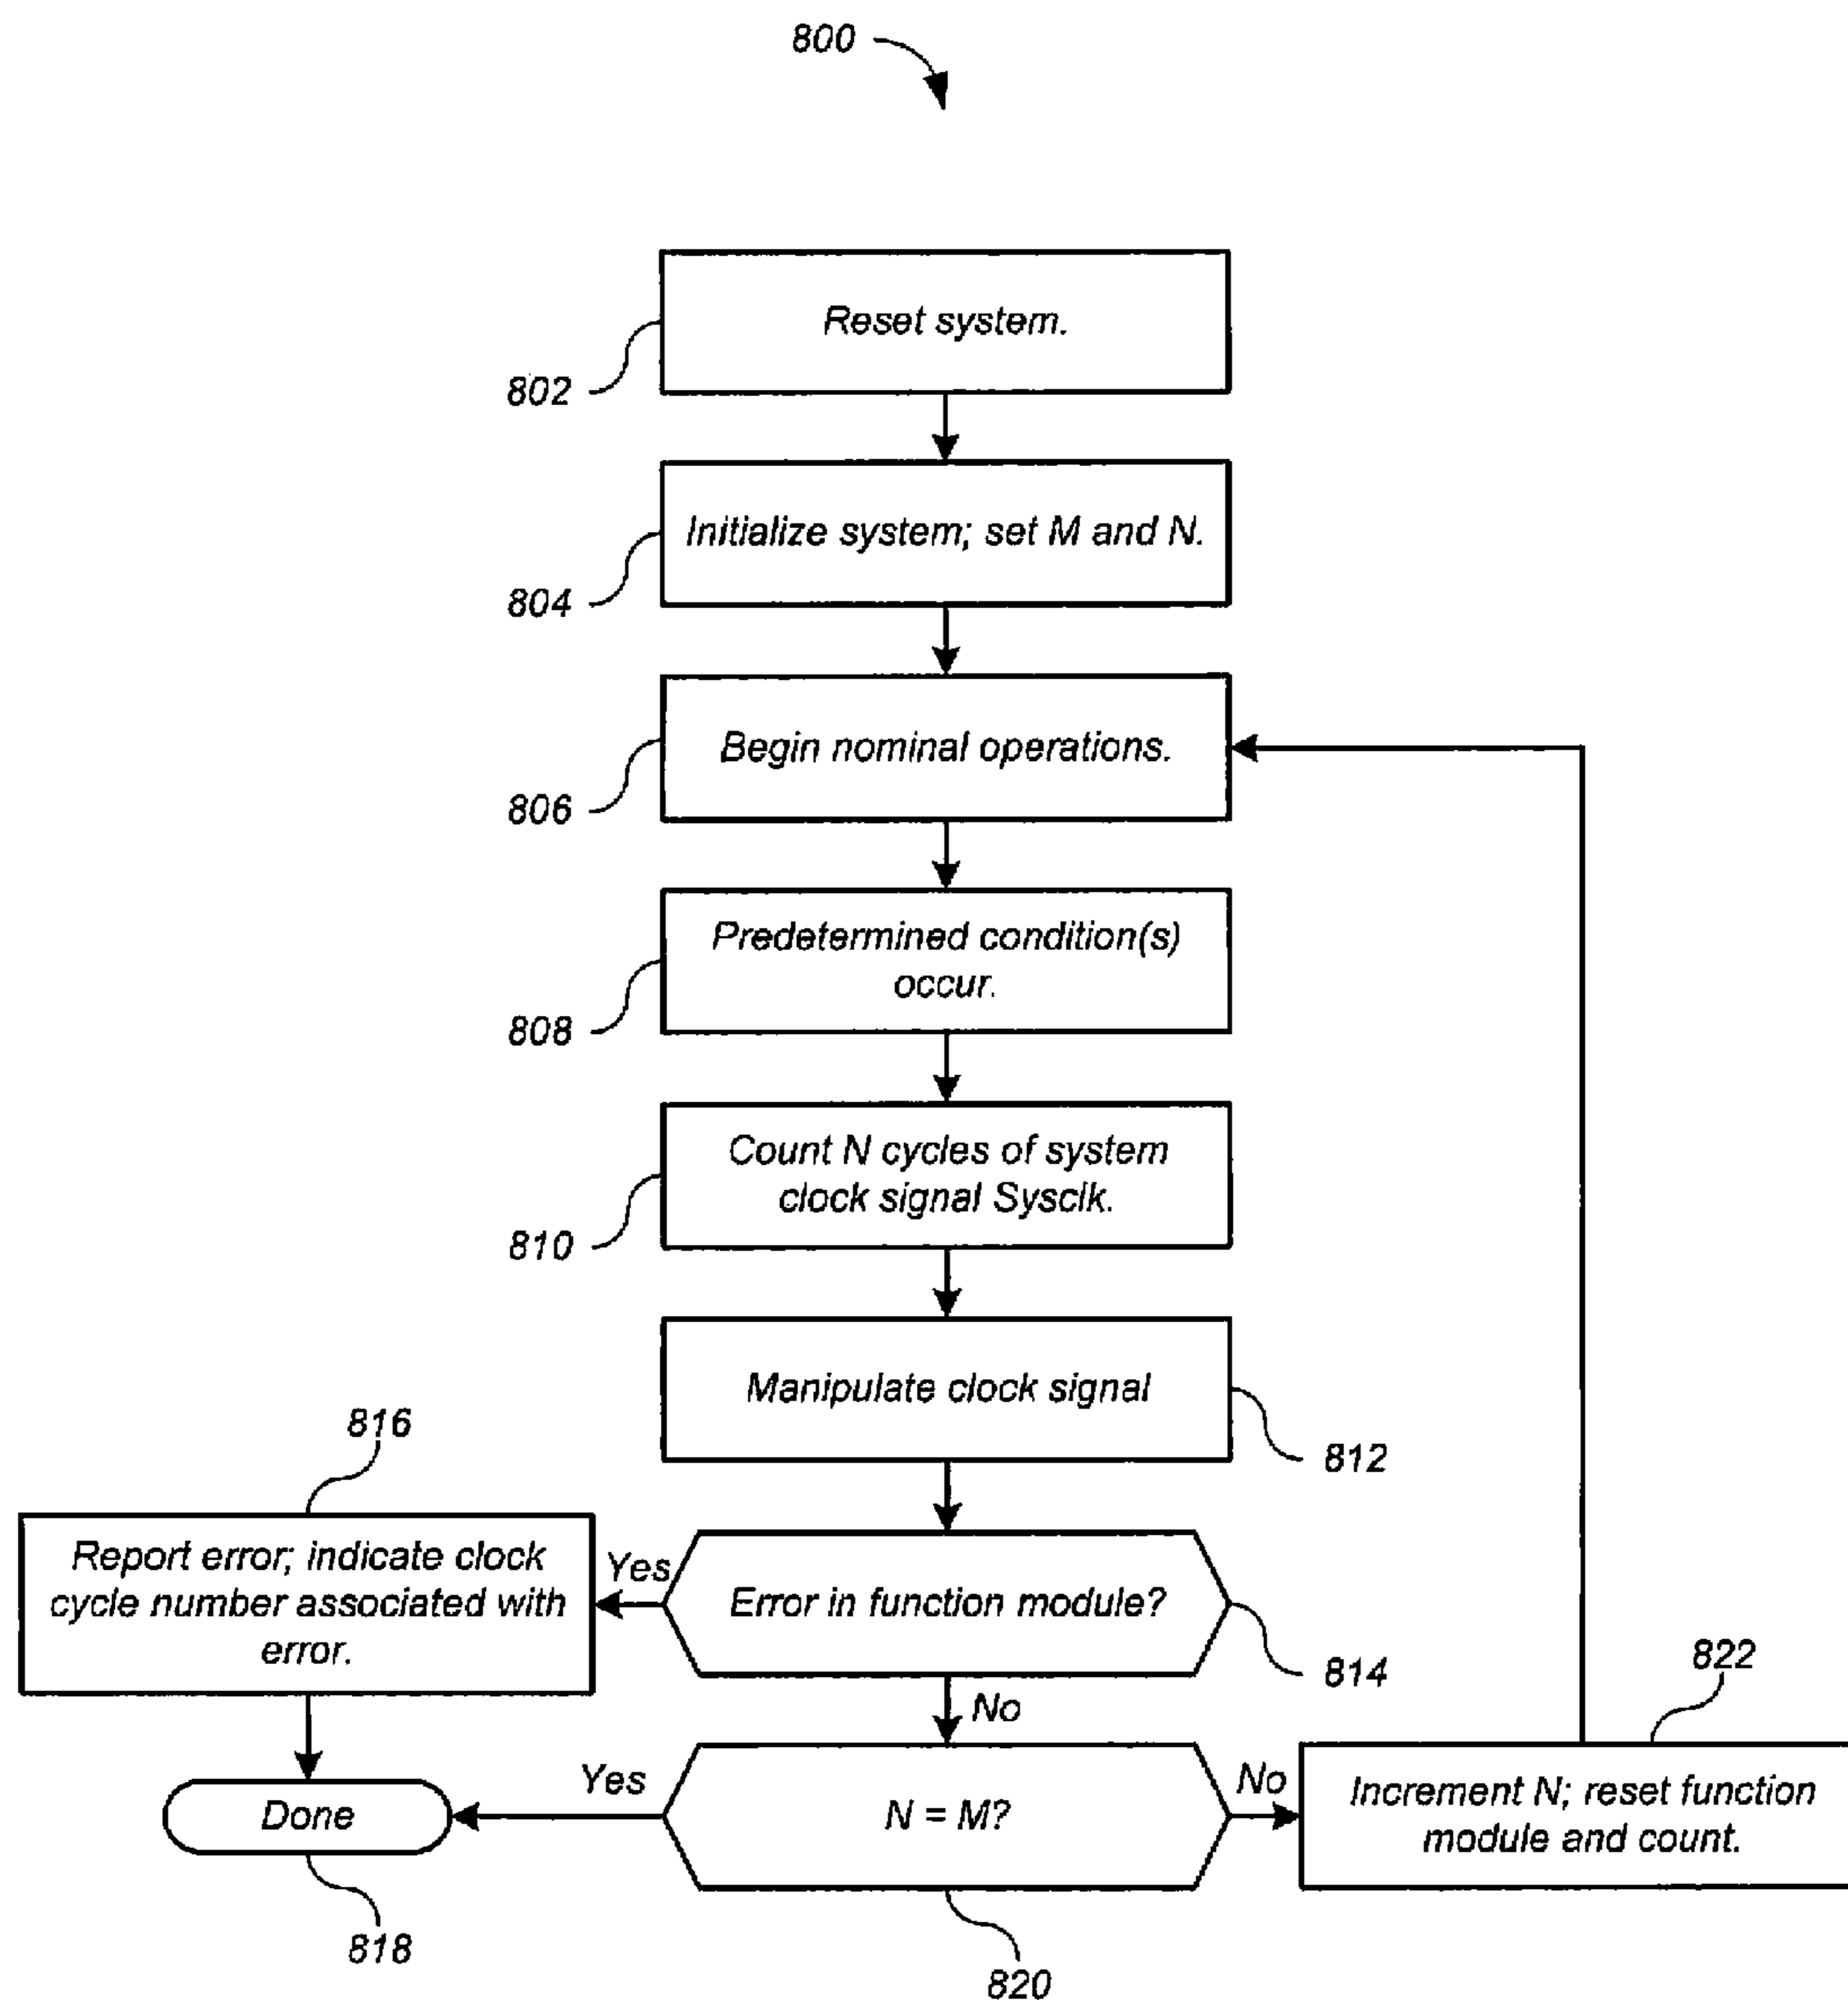 800
Reset system.
802
Initialize system; set M and N.
804
Begin nominal operations.
806
Predetermined condition(s)
occur.
808
Count N cycles of system
clock signal Sysclk.
810
Manipulate clock signal
812
816
Report error; indicate clock
cycle number associated with
error.
Yes
Error in function module?
814
No
822
Done
Yes
N = M?
No
Increment N; reset function
module and count.
818
820